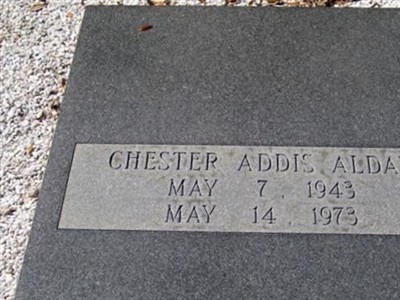 CHESTER ADDIS
MAY 7, 1943
MAY 14, 1973